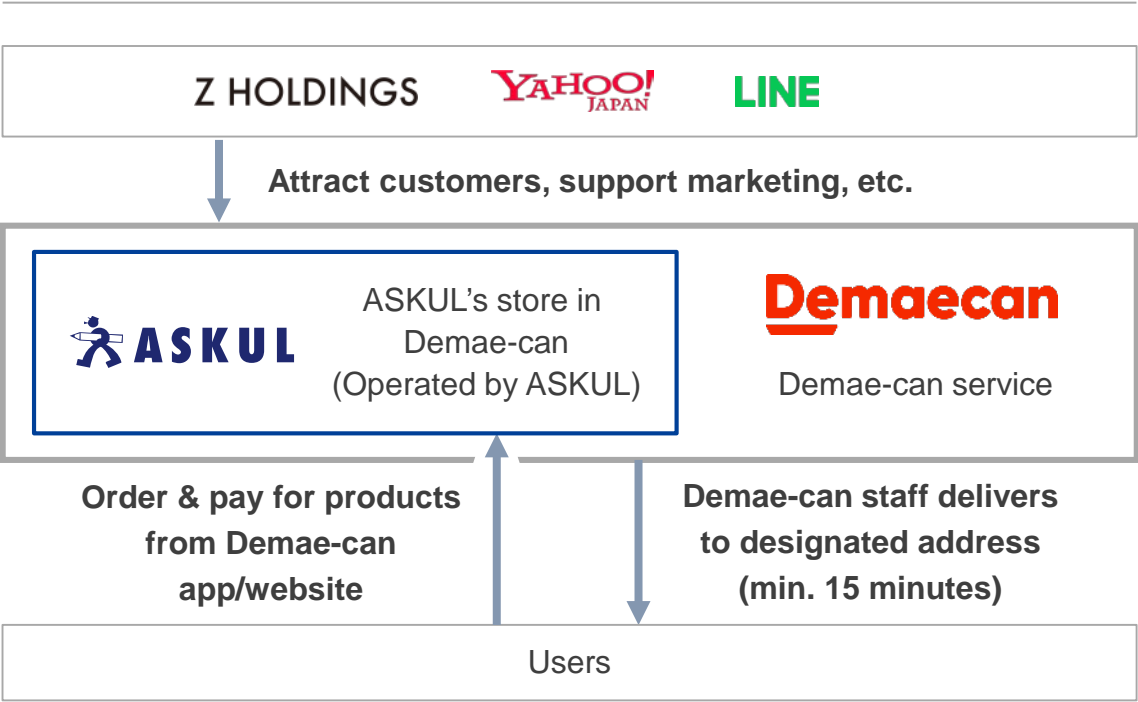 Z HOLDINGS
YAHOO!
JAPAN
LINE
Attract customers, support marketing, etc.
ASKUL
ASKUL’s store in
Demae-can
(Operated by ASKUL)
Demaecan
Demae-can service
Order & pay for products
from Demae-can
app/website
Demae-can staff delivers
to designated address
(min. 15 minutes)
Users